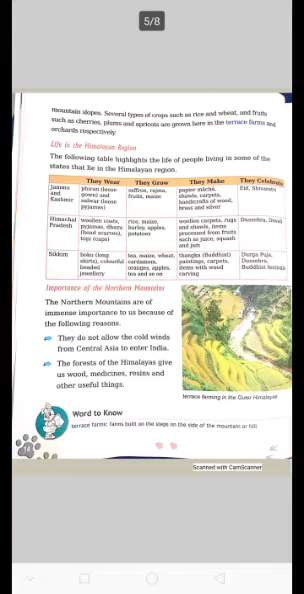 5/8
mountain slopes. Several types of crops such as rice and wheat, and fruits
such as cherries, plums and apricots are grown here in the terrace farms and
orchards respectively.
Life in the Himalayan Region
The following table highlights the life of people living in some of the
states that lie in the Himalayan region.
They Wear They Grow They Make They Celebrate
Jammu and Kashmir
phiran (loose
gown) and
salwar (loose
pyjamas)
saffron, rajma,
fruits, maize
papier mâché,
shawls, carpets,
handicrafts of wood,
brass and silver
Eid, Shivratri
Himachal
Pradesh
woollen coats,
pyjamas, dhatu
(head scarves),
topi (caps)
rice, maize,
barley, apples,
potatoes
woollen carpets, rugs
and shawls, items
processed from fruits
such as juice, squash
and jam
Dussehra, Diwali
Sikkim
boku (long
skirts), colourful
beaded
jewellery
tea, maize, wheat,
cardamom,
oranges, apples,
tea and so on
thangka (Buddhist)
paintings, carpets,
items with wood
carving
Durga Puja,
Dussehra,
Buddhist festivals
Importance of the Northern Mountains
The Northern Mountains are of
immense importance to us because of
the following reasons.
They do not allow the cold winds
from Central Asia to enter India.
The forests of the Himalayas give
us wood, medicines, resins and
other useful things.
terrace farming in the Outer Himalayas
Word to Know
terrace farms: farms built on the steps on the side of the mountain or hill
Scanned with CamScanner